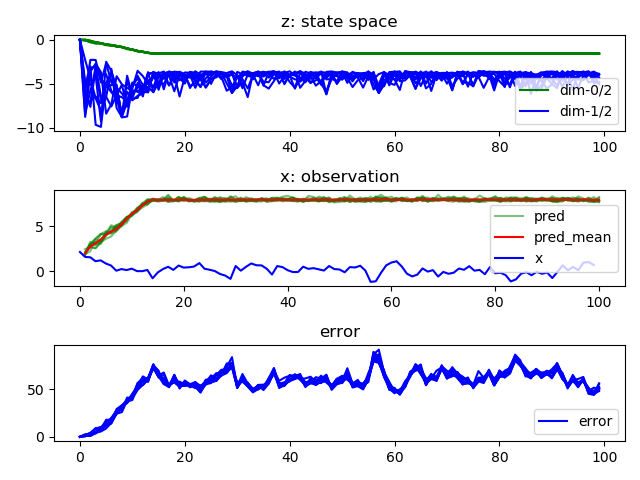 z: state space
0
−5
−10
dim-0/2
dim-1/2
0 20 40 60 80 100
x: observation
5
0
pred
pred_mean
x
0 20 40 60 80 100
error
50
0
error
0 20 40 60 80 100